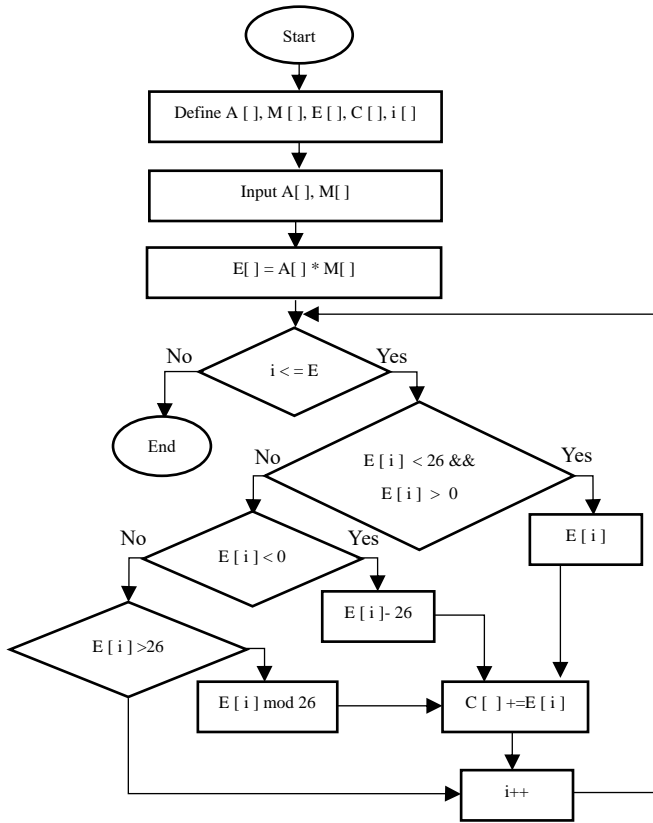 Start
Define A [ ], M [ ], E [ ], C [ ], i [ ]
Input A[ ], M[ ]
E[ ] = A[ ] * M[ ]
No
Yes
i < = E
End
No
Yes
E [ i ] < 26 &&
E [ i ] > 0
E [ i ]
No
Yes
E [ i ] < 0
E [ i ]- 26
E [ i ] >26
E [ i ] mod 26
C [ ] +=E [ i ]
i++